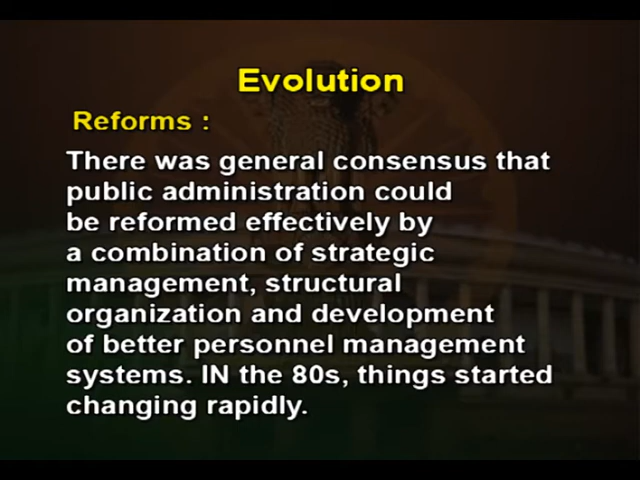 Evolution
Reforms :
There was general consensus that
public administration could
be reformed effectively by
a combination of strategic
management, structural
organization and development
of better personnel management
systems. IN the 80s, things started
changing rapidly.